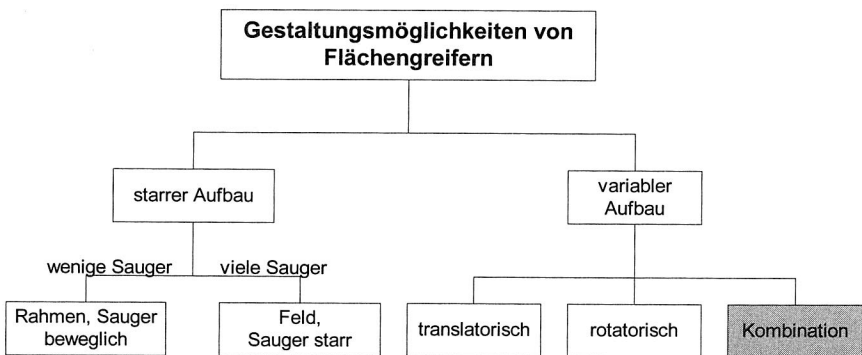 Gestaltungsmöglichkeiten von
Flächengreifern
starrer Aufbau
variabler
Aufbau
wenige Sauger
viele Sauger
Rahmen, Sauger
beweglich
Feld,
Sauger starr
translatorisch
rotatorisch
Kombination